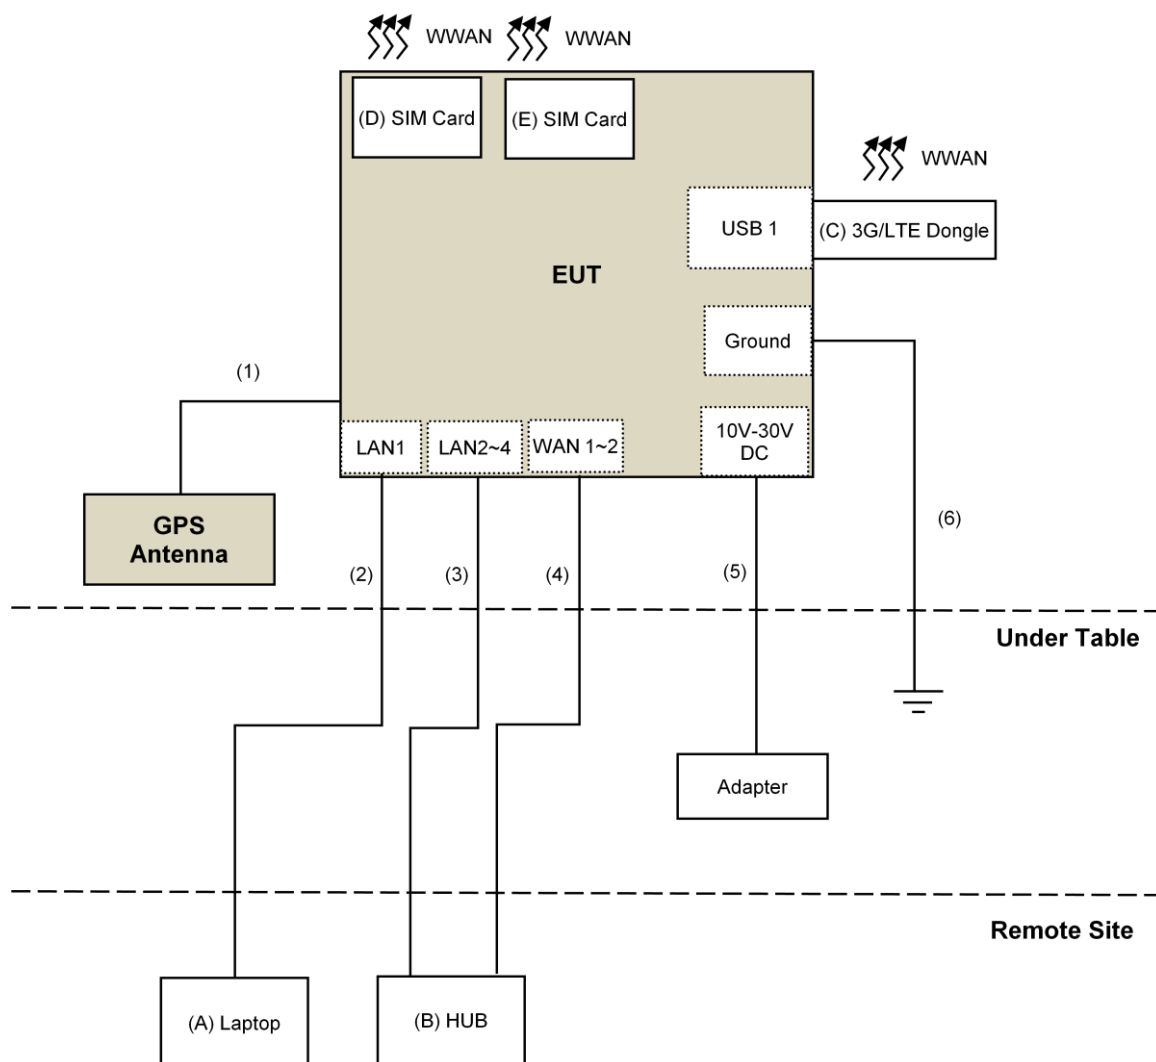 WWAN
WWAN
(D) SIM Card
(E) SIM Card
WWAN
USB 1
(C) 3G/LTE Dongle
EUT
Ground
(1)
LAN1
LAN2~4
WAN 1~2
10V-30V
DC
GPS
Antenna
(2)
(3)
(4)
(5)
(6)
Under Table
Adapter
Remote Site
(A) Laptop
(B) HUB